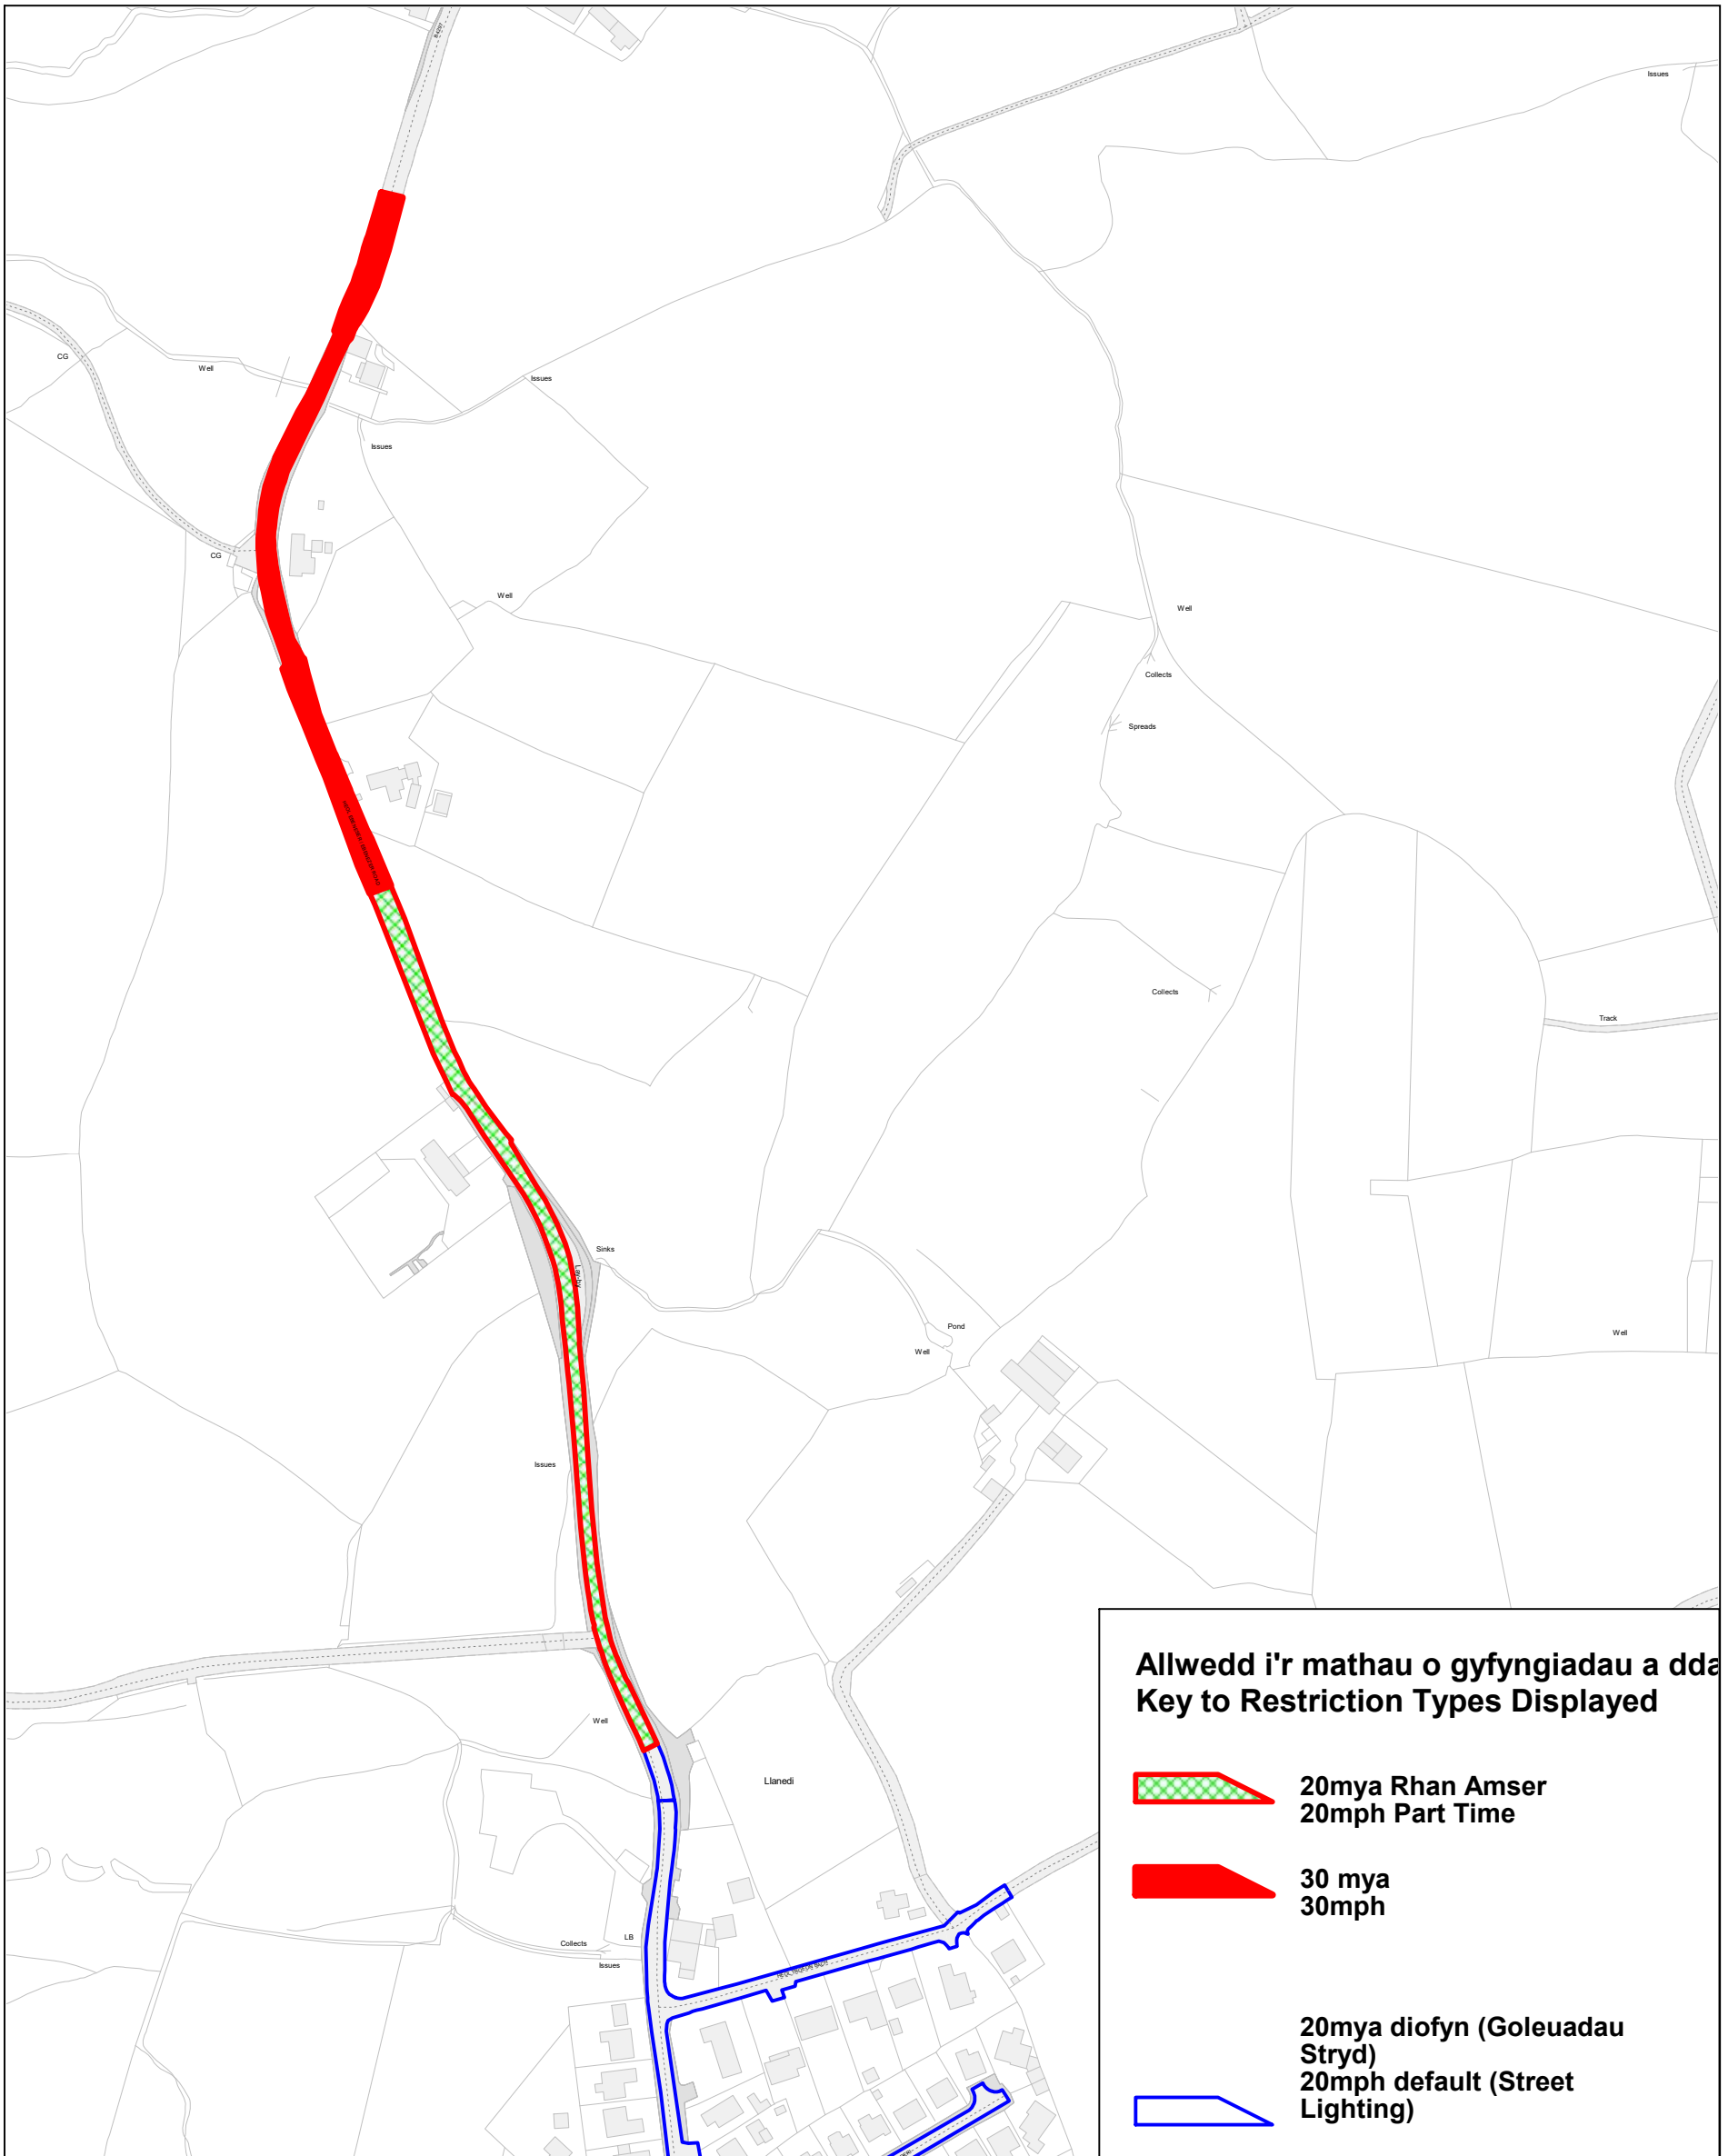 B4297
Issues
CG
Well
Issues
Issues
CG
Well
Well
Collects
Spreads
Collects
Track
Sinks
Lay-by
Pond
Well
Well
Issues
Well
Llanedi
LB
Collects
Issues
Allwedd i'r mathau o gyfyngiadau a dda
Key to Restriction Types Displayed
20mya Rhan Amser
20mph Part Time
30 mya
30mph
20mya diofyn (Goleuadau
Stryd)
20mph default (Street
Lighting)